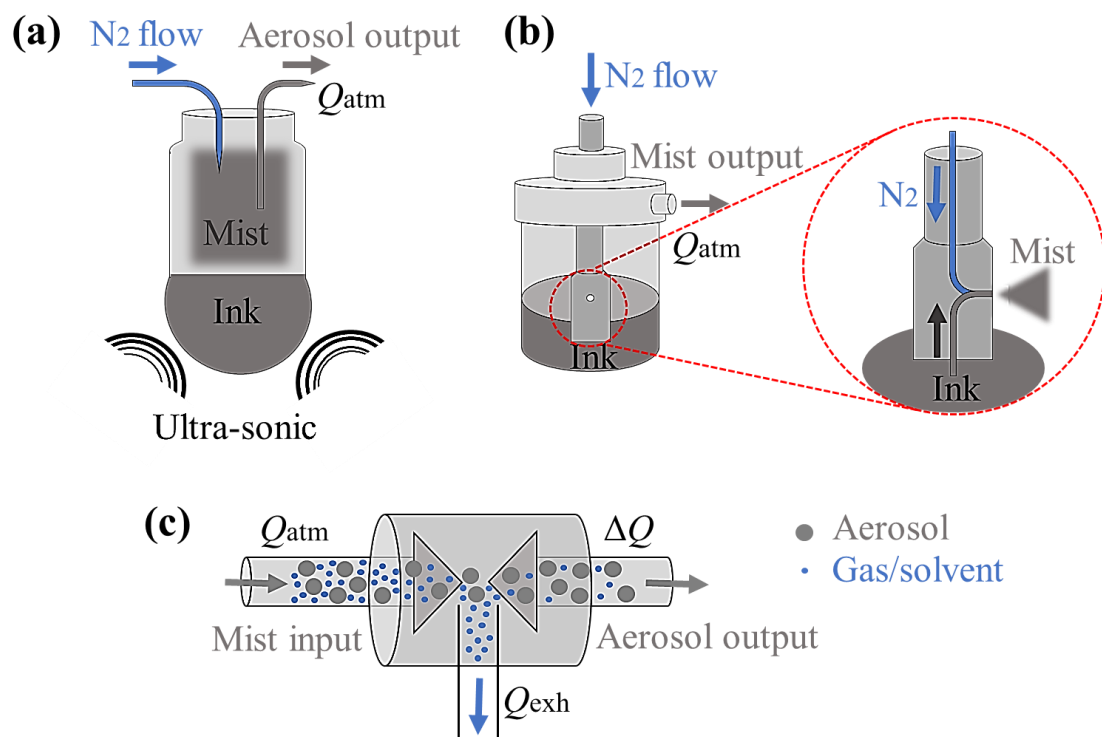 (a)
N2 flow
Aerosol output
Qatm
Mist
Ink
Ultra-sonic
(b)
N2 flow
Mist output
Qatm
Ink
N2
Mist
Ink
(c)
Qatm
ΔQ
Mist input
Aerosol output
Qexh
Aerosol
Gas/solvent